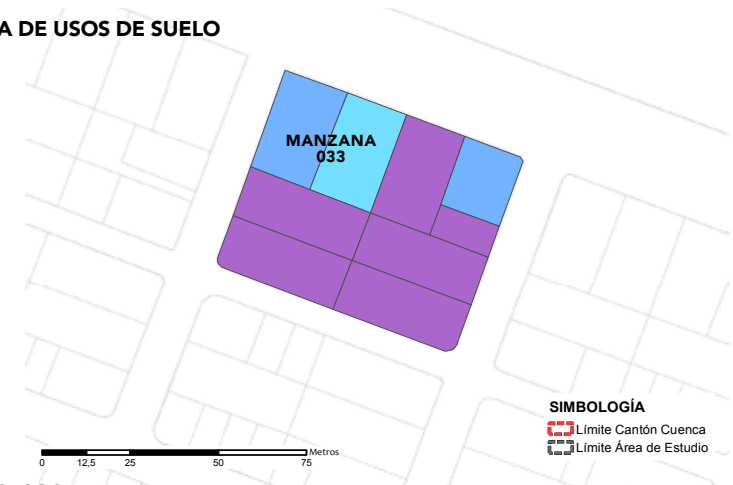 A DE USOS DE SUELO
MANZANA
033
SIMBOLOGÍA
Límite Cantón Cuenca
Límite Área de Estudio
Metros
0 12,5 25 50 75